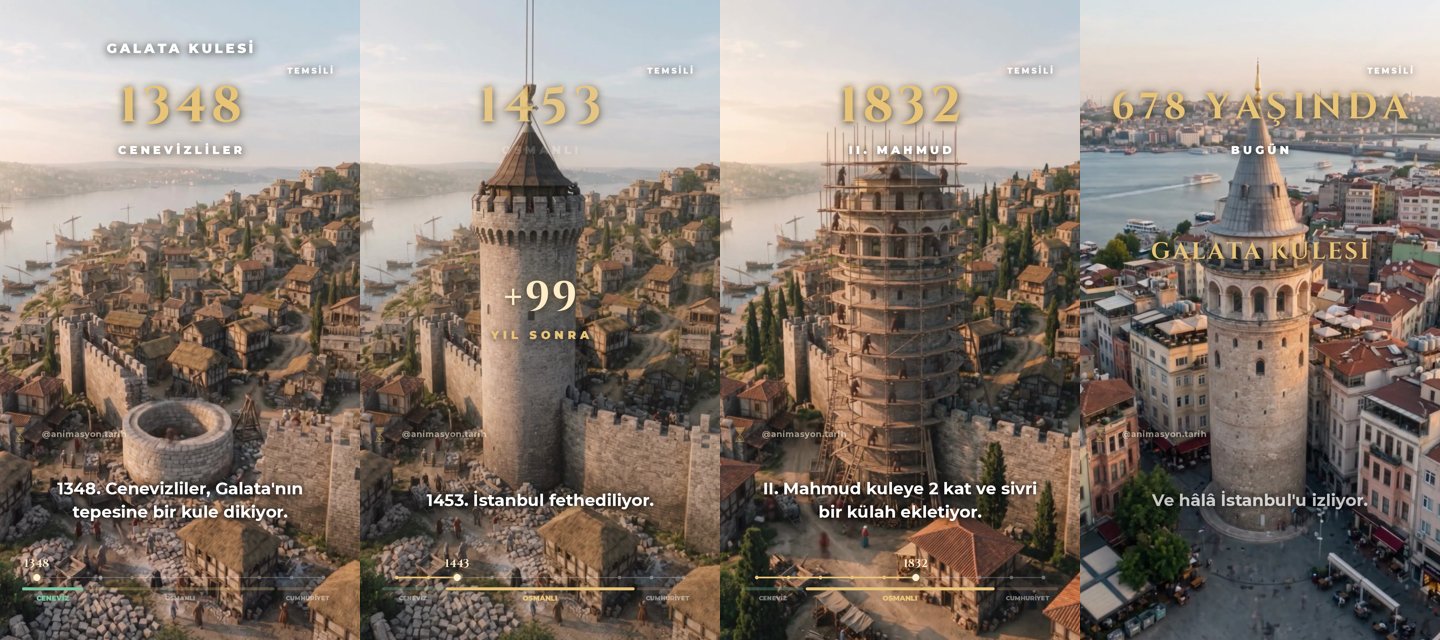 GALATA KULESİ
TEMSİLİ
1348
CENEVİZLİLER
@animasyon.tarih
1348. Cenevizliler, Galata'nın
tepesine bir kule dikiyor.
1348
CENEVİZ
OSMANLI
CUMHURİYET
TEMSİLİ
1453
OSMANLI
+99
YIL SONRA
@animasyon.tarih
1453. İstanbul fethediliyor.
1443
CENEVİZ
OSMANLI
CUMHURİYET
TEMSİLİ
1832
II. MAHMUD
@animasyon.tarih
II. Mahmud kuleye 2 kat ve sivri
bir külah ekletiyor.
1832
CENEVİZ
OSMANLI
CUMHURİYET
TEMSİLİ
678 YAŞINDA
BUGÜN
GALATA KULESİ
@animasyon.tarih
Ve hâlâ İstanbul'u izliyor.